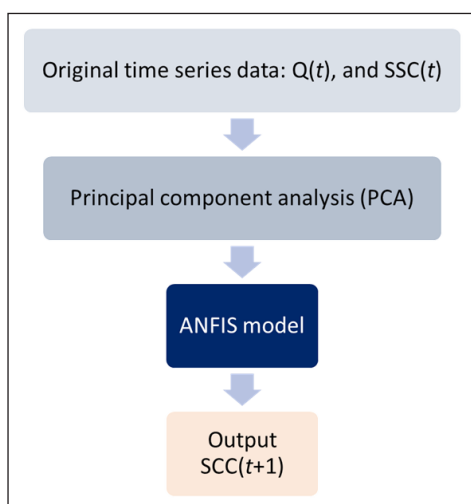 Original time series data: Q(t), and SSC(t)
Principal component analysis (PCA)
ANFIS model
Output
SCC(t+1)